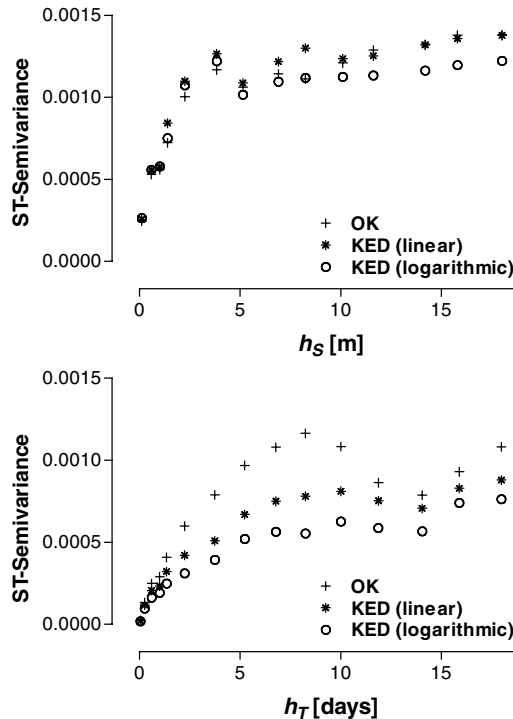 0.0015
0.0010
0.0005
0.0000
ST-Semivariance
OK
KED (linear)
KED (logarithmic)
0
5
10
15
hS [m]
0.0015
0.0010
0.0005
0.0000
ST-Semivariance
OK
KED (linear)
KED (logarithmic)
0
5
10
15
hT [days]